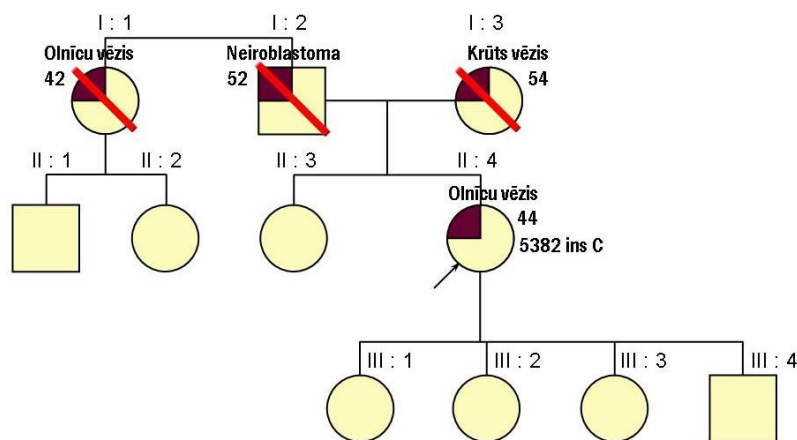 I : 1
I : 2
I : 3
Olnīcu vēzis
42
Neiroblastoma
52
Krūts vēzis
54
II : 1
II : 2
II : 3
II : 4
Olnīcu vēzis
44
5382 ins C
III : 1
III : 2
III : 3
III : 4